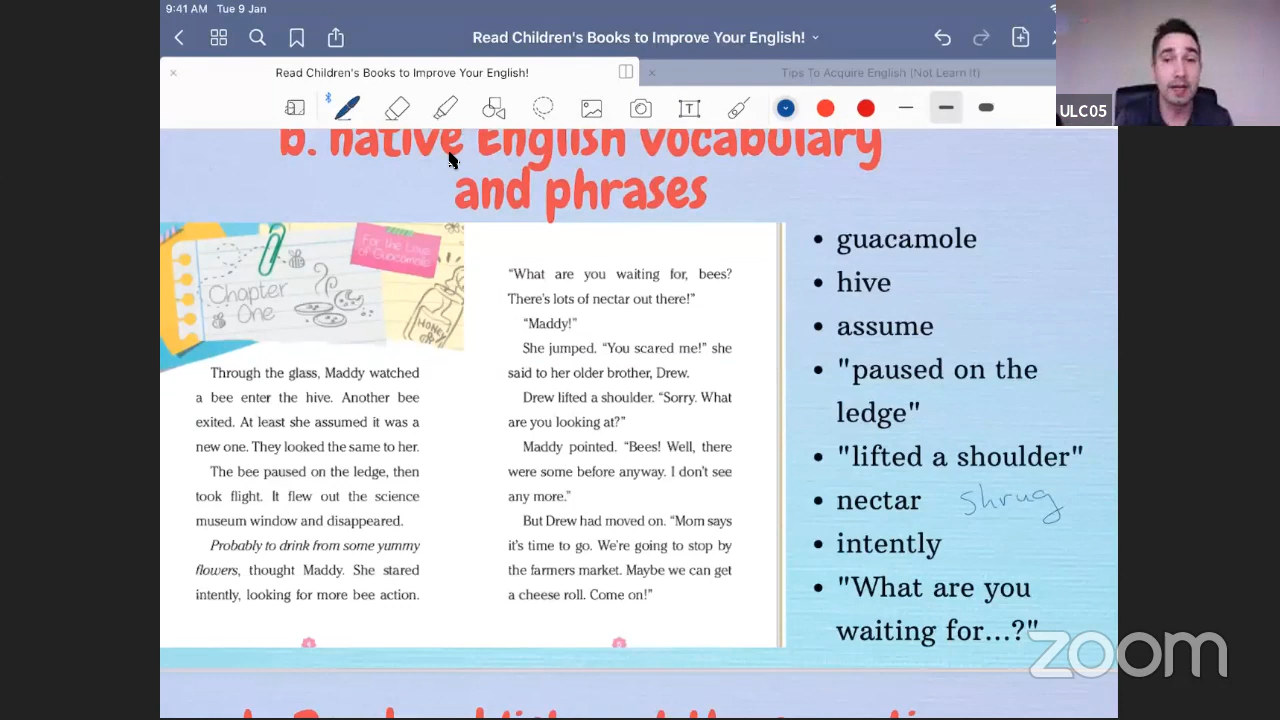 9:41 AM Tue 9 Jan
Read Children's Books to Improve Your English!
Read Children's Books to Improve Your English!
Tips To Acquire English (Not Learn It)
ULC05
b. native English vocabulary
and phrases
For the Love
of Guacamole
Chapter
One
HONEY
Through the glass, Maddy watched
a bee enter the hive. Another bee
exited. At least she assumed it was a
new one. They looked the same to her.
The bee paused on the ledge, then
took flight. It flew out the science
museum window and disappeared.
Probably to drink from some yummy
flowers, thought Maddy. She stared
intently, looking for more bee action.
“What are you waiting for, bees?
There's lots of nectar out there!”
“Maddy!”
She jumped. “You scared me!” she
said to her older brother, Drew.
Drew lifted a shoulder. “Sorry. What
are you looking at?”
Maddy pointed. “Bees! Well, there
were some before anyway. I don't see
any more.”
But Drew had moved on. “Mom says
it's time to go. We're going to stop by
the farmers market. Maybe we can get
a cheese roll. Come on!”
• guacamole
• hive
• assume
• "paused on the
ledge"
• "lifted a shoulder"
• nectar shrug
• intently
• "What are you
waiting for...?"
zoom